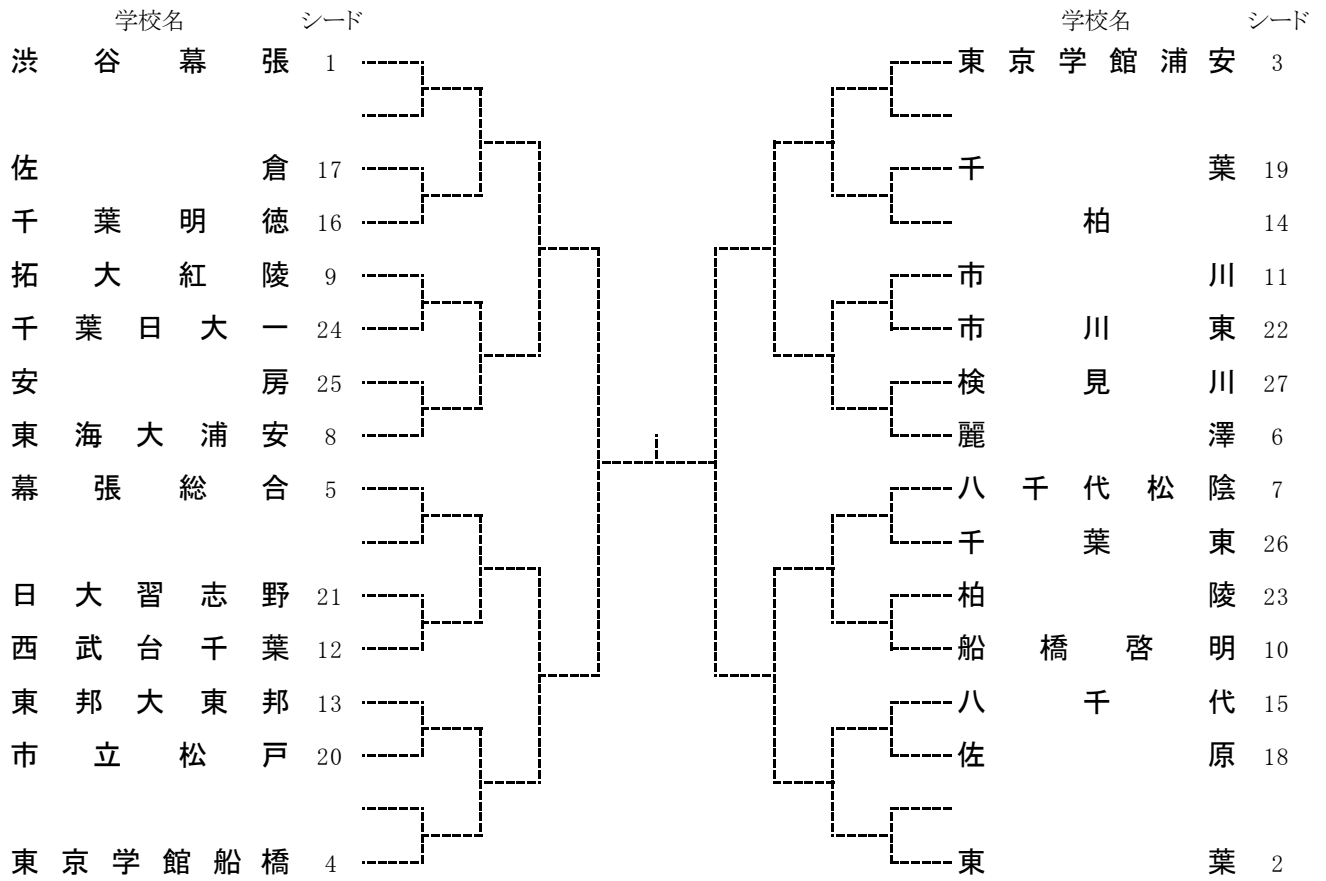 学校名 シード
渋谷幕張 1
佐倉 17
千葉明徳 16
拓大紅陵 9
千葉日大一 24
安房 25
東海大浦安 8
幕張総合 5
日大習志野 21
西武台千葉 12
東邦大東邦 13
市立松戸 20
東京学館船橋 4
学校名 シード
東京学館浦安 3
千葉 19
柏 14
市川 11
市川東 22
検見川 27
麗澤 6
八千代松陰 7
千葉東 26
柏陵 23
船橋啓明 10
八千代 15
佐原 18
東葉 2